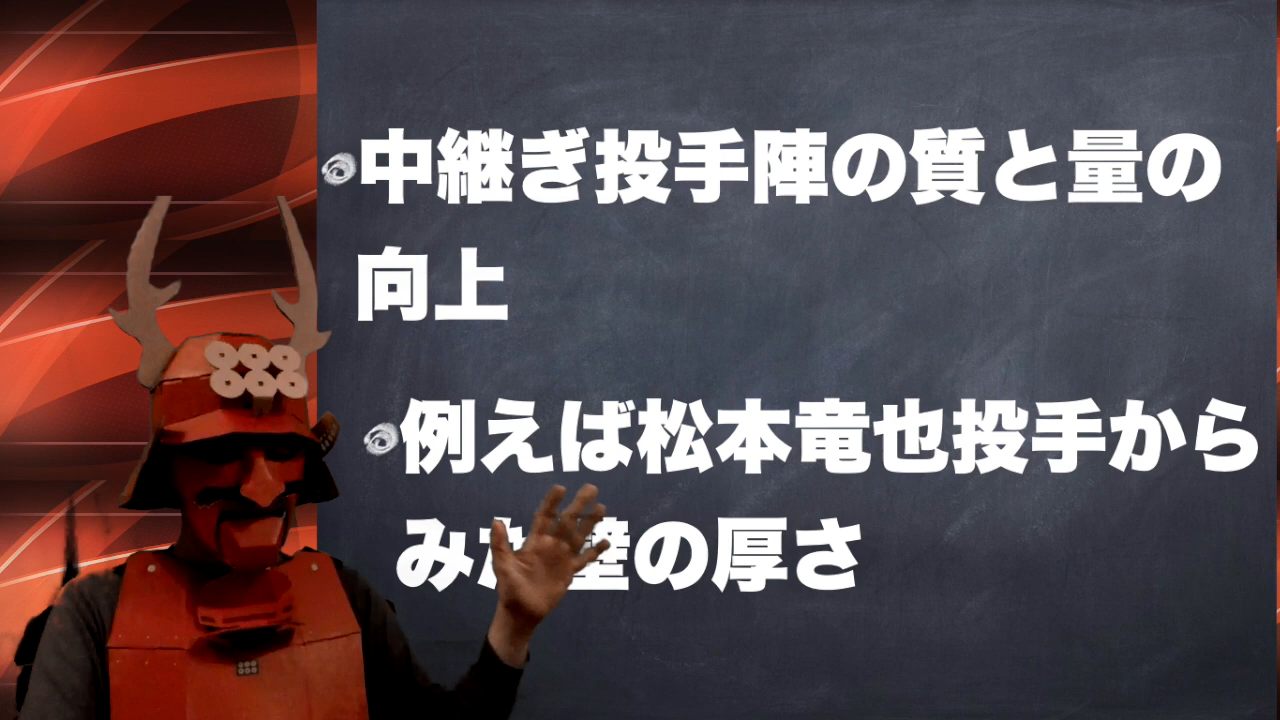 中継ぎ投手陣の質と量の
向上
例えば松本竜也投手から
みた壁の厚さ